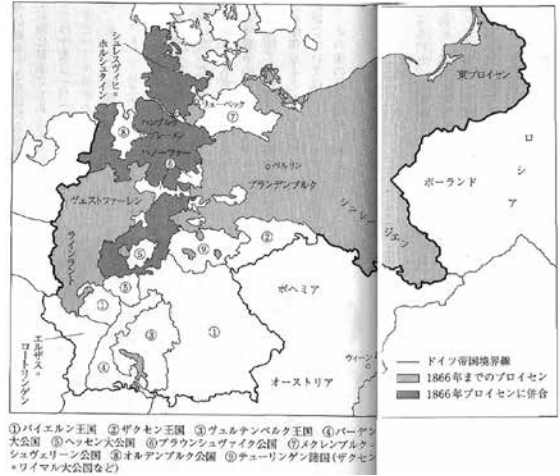 シュレスヴィヒ=
ホルシュタイン
リューベック
⑦
⑧
ハンブルク
ブレーメン
ハノーファー
⑥
東プロイセン
ベルリン
ブランデンブルク
ポーランド
ロシア
ヴェストファーレン
シュレー
ジェン
②
⑨
⑤
⑤
ラインラント
ボヘミア
①
①
③
④
エルザス=
ロートリンゲン
ウィーン
オーストリア
ドイツ帝国境界線
1866年までのプロイセン
1866年プロイセンに併合
①バイエルン王国 ②ザクセン王国 ③ヴュルテンベルク王国 ④バーデン
大公国 ⑤ヘッセン大公国 ⑥ブラウンシュヴァイク公国 ⑦メクレンブルク=
シュヴェリーン公国 ⑧オルデンブルク公国 ⑨テューリンゲン諸国(ザクセン
=ワイマル大公国など)